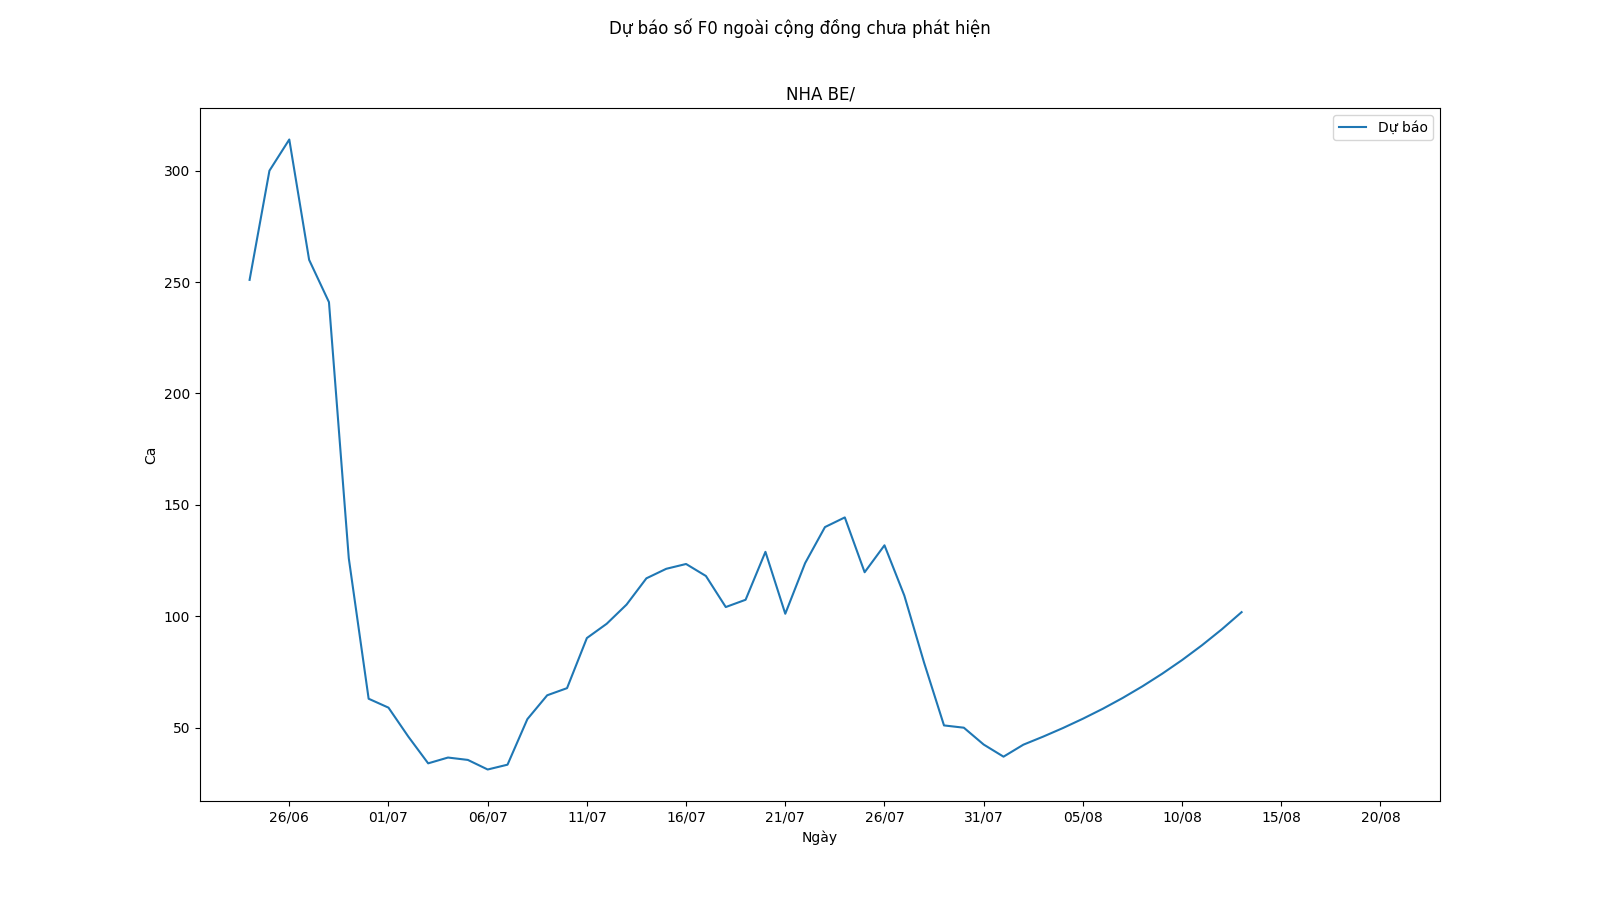 Dự báo số F0 ngoài cộng đồng chưa phát hiện
NHA BE/
Dự báo
300
250
200
150
100
50
Ca
26/06 01/07 06/07 11/07 16/07 21/07 26/07 31/07 05/08 10/08 15/08 20/08
Ngày